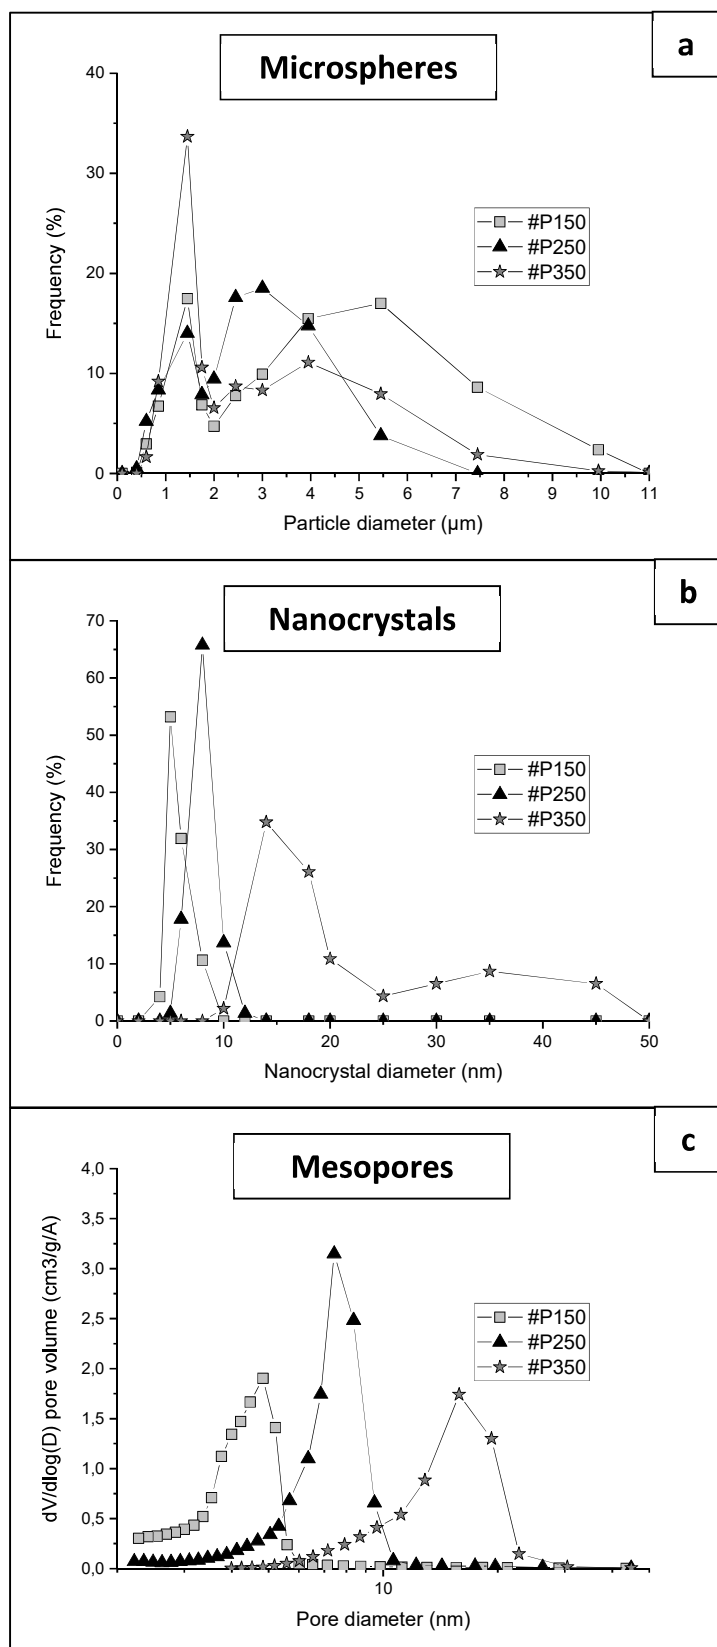 a
Microspheres
40
30
20
10
0
Frequency (%)
#P150
#P250
#P350
0 1 2 3 4 5 6 7 8 9 10 11
Particle diameter (µm)
b
Nanocrystals
70
60
50
40
30
20
10
0
Frequency (%)
#P150
#P250
#P350
0 10 20 30 40 50
Nanocrystal diameter (nm)
c
Mesopores
4,0
3,5
3,0
2,5
2,0
1,5
1,0
0,5
0,0
dV/dlog(D) pore volume (cm3/g/A)
#P150
#P250
#P350
10
Pore diameter (nm)